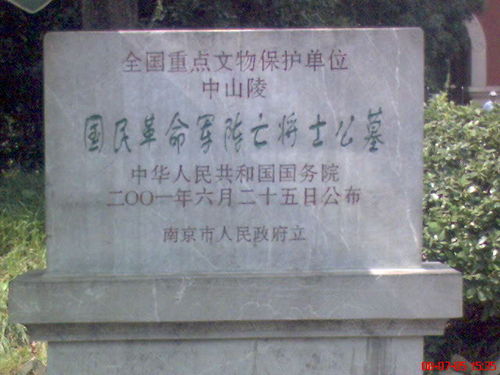 全国重点文物保护单位
中山陵
国民革命军阵亡将士公墓
中华人民共和国国务院
二〇〇一年六月二十五日公布
南京市人民政府立